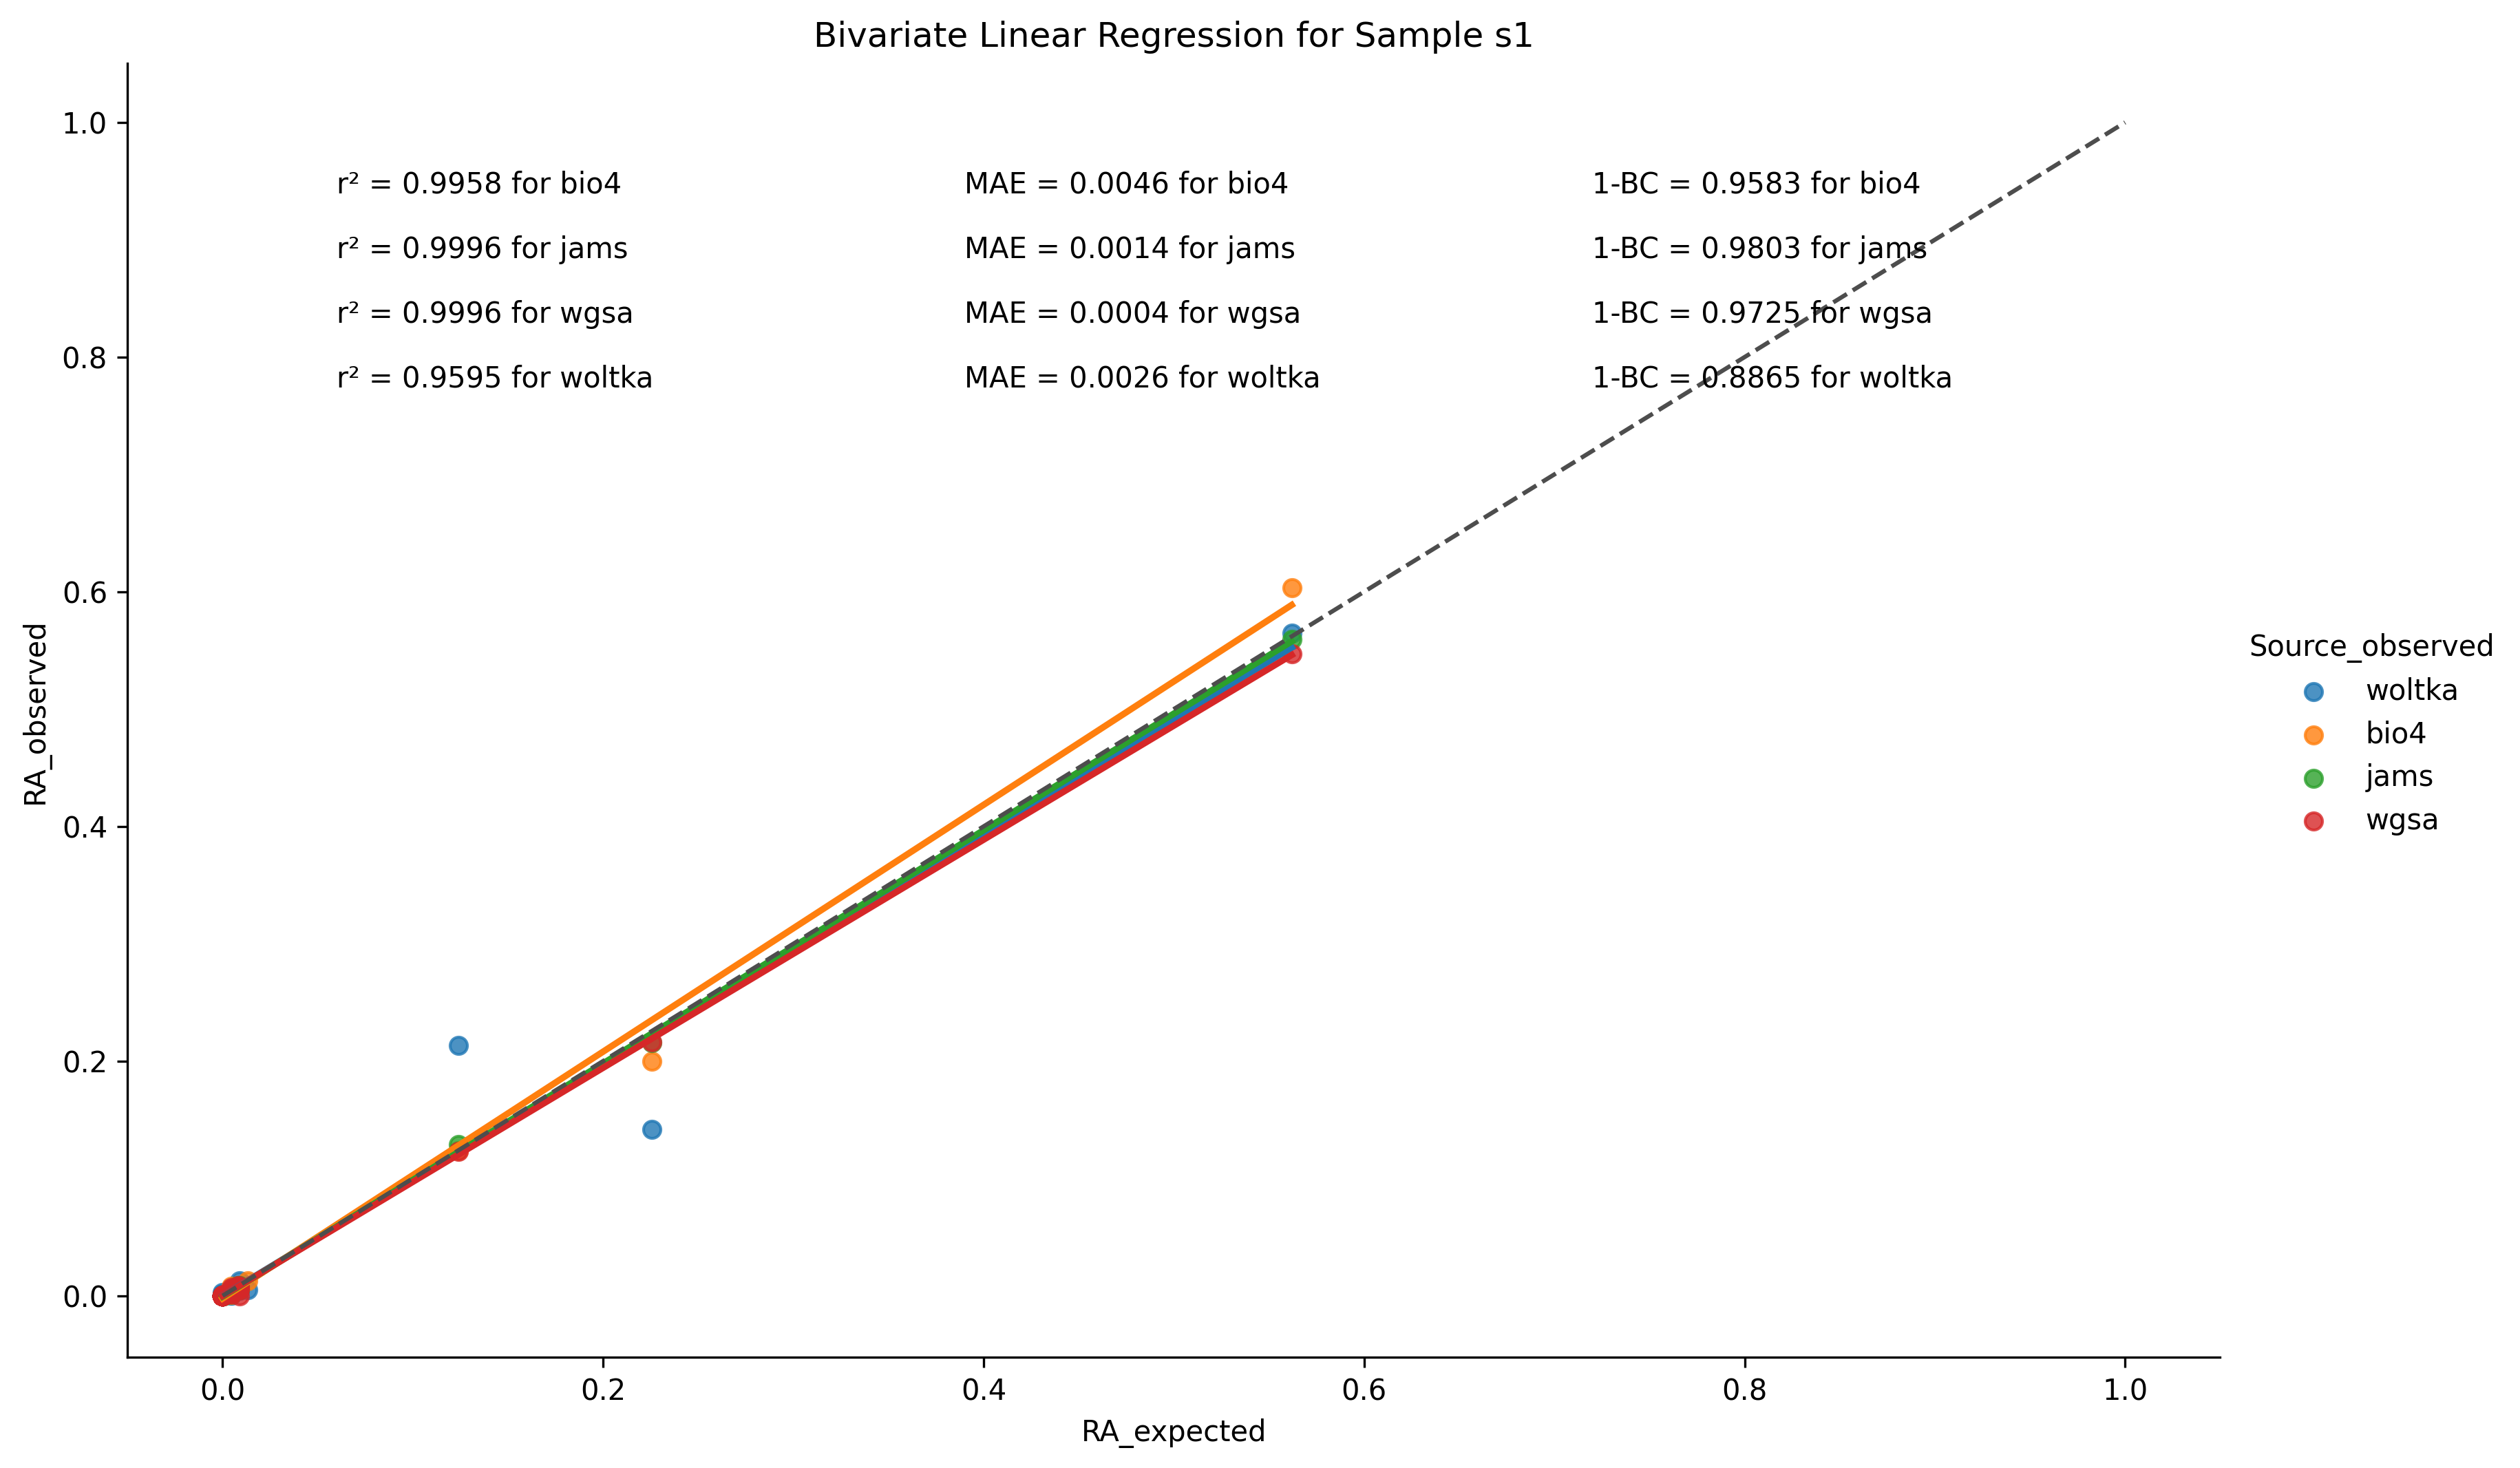 Bivariate Linear Regression for Sample s1
1.0
0.8
0.6
0.4
0.2
0.0
RA_observed
r² = 0.9958 for bio4
MAE = 0.0046 for bio4
1-BC = 0.9583 for bio4
r² = 0.9996 for jams
MAE = 0.0014 for jams
1-BC = 0.9803 for jams
r² = 0.9996 for wgsa
MAE = 0.0004 for wgsa
1-BC = 0.9725 for wgsa
r² = 0.9595 for woltka
MAE = 0.0026 for woltka
1-BC = 0.8865 for woltka
Source_observed
woltka
bio4
jams
wgsa
0.0
0.2
0.4
0.6
0.8
1.0
RA_expected